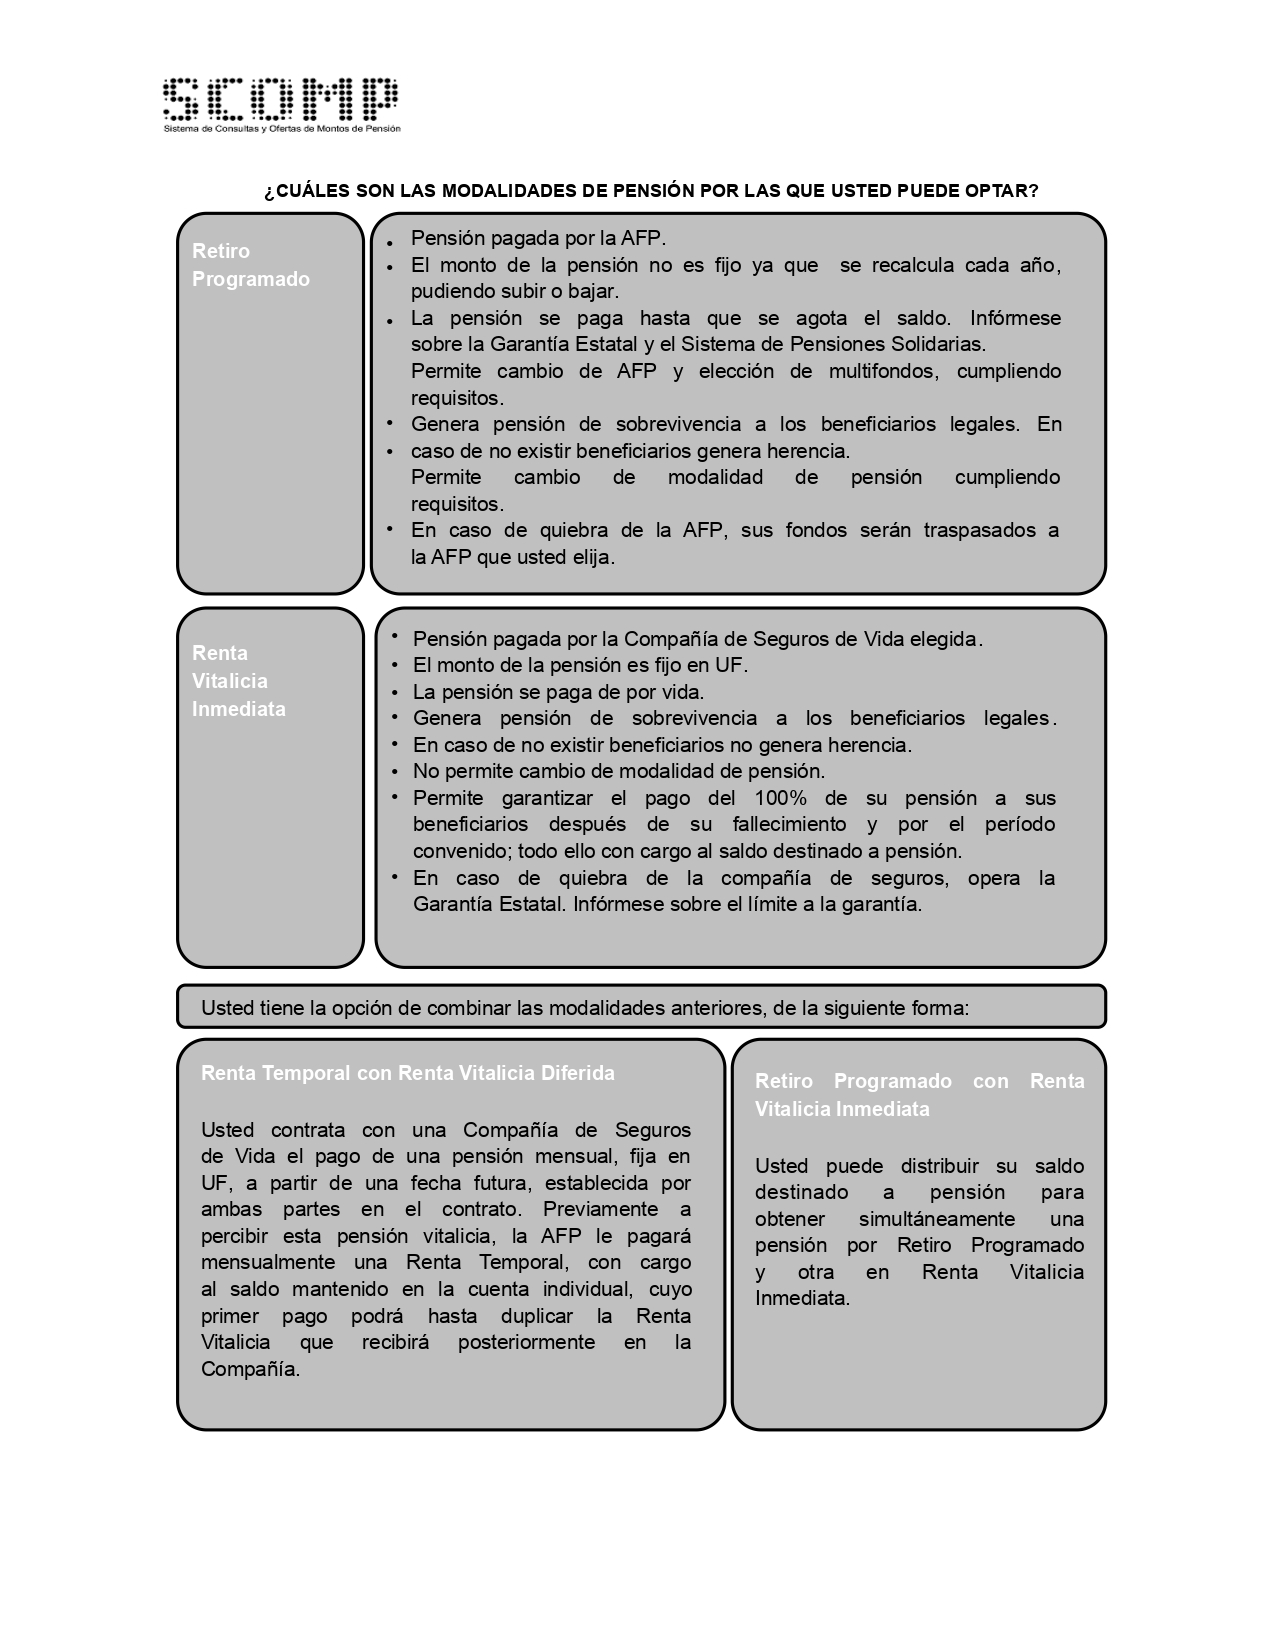 SCOMP
Sistema de Consultas y Ofertas de Montos de Pensión
¿CUÁLES SON LAS MODALIDADES DE PENSIÓN POR LAS QUE USTED PUEDE OPTAR?
Retiro
Programado
• Pensión pagada por la AFP.
• El monto de la pensión no es fijo ya que se recalcula cada año,
pudiendo subir o bajar.
• La pensión se paga hasta que se agota el saldo. Infórmese
sobre la Garantía Estatal y el Sistema de Pensiones Solidarias.
Permite cambio de AFP y elección de multifondos, cumpliendo
requisitos.
• Genera pensión de sobrevivencia a los beneficiarios legales. En
• caso de no existir beneficiarios genera herencia.
Permite cambio de modalidad de pensión cumpliendo
requisitos.
• En caso de quiebra de la AFP, sus fondos serán traspasados a
la AFP que usted elija.
Renta
Vitalicia
Inmediata
• Pensión pagada por la Compañía de Seguros de Vida elegida.
• El monto de la pensión es fijo en UF.
• La pensión se paga de por vida.
• Genera pensión de sobrevivencia a los beneficiarios legales.
• En caso de no existir beneficiarios no genera herencia.
• No permite cambio de modalidad de pensión.
• Permite garantizar el pago del 100% de su pensión a sus
beneficiarios después de su fallecimiento y por el período
convenido; todo ello con cargo al saldo destinado a pensión.
• En caso de quiebra de la compañía de seguros, opera la
Garantía Estatal. Infórmese sobre el límite a la garantía.
Usted tiene la opción de combinar las modalidades anteriores, de la siguiente forma:
Renta Temporal con Renta Vitalicia Diferida
Usted contrata con una Compañía de Seguros
de Vida el pago de una pensión mensual, fija en
UF, a partir de una fecha futura, establecida por
ambas partes en el contrato. Previamente a
percibir esta pensión vitalicia, la AFP le pagará
mensualmente una Renta Temporal, con cargo
al saldo mantenido en la cuenta individual, cuyo
primer pago podrá hasta duplicar la Renta
Vitalicia que recibirá posteriormente en la
Compañía.
Retiro Programado con Renta
Vitalicia Inmediata
Usted puede distribuir su saldo
destinado a pensión para
obtener simultáneamente una
pensión por Retiro Programado
y otra en Renta Vitalicia
Inmediata.